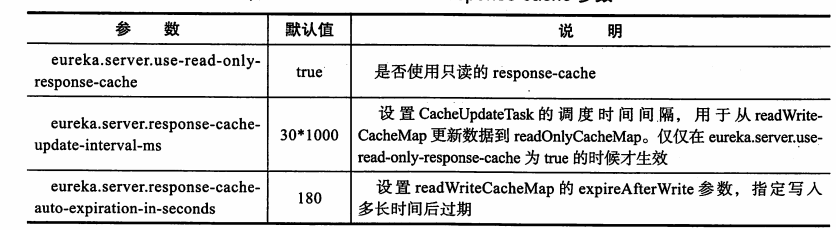 response-cache 参数
参 数 默认值 说 明
eureka.server.use-read-only-
response-cache
true
是否使用只读的 response-cache
eureka.server.response-cache-
update-interval-ms
30*1000
设置 CacheUpdateTask 的调度时间间隔，用于从 readWrite-
CacheMap 更新数据到 readOnlyCacheMap。仅仅在 eureka.server.use-
read-only-response-cache 为 true 的时候才生效
eureka.server.response-cache-
auto-expiration-in-seconds
180
设置 readWriteCacheMap 的 expireAfterWrite 参数，指定写入
多长时间后过期